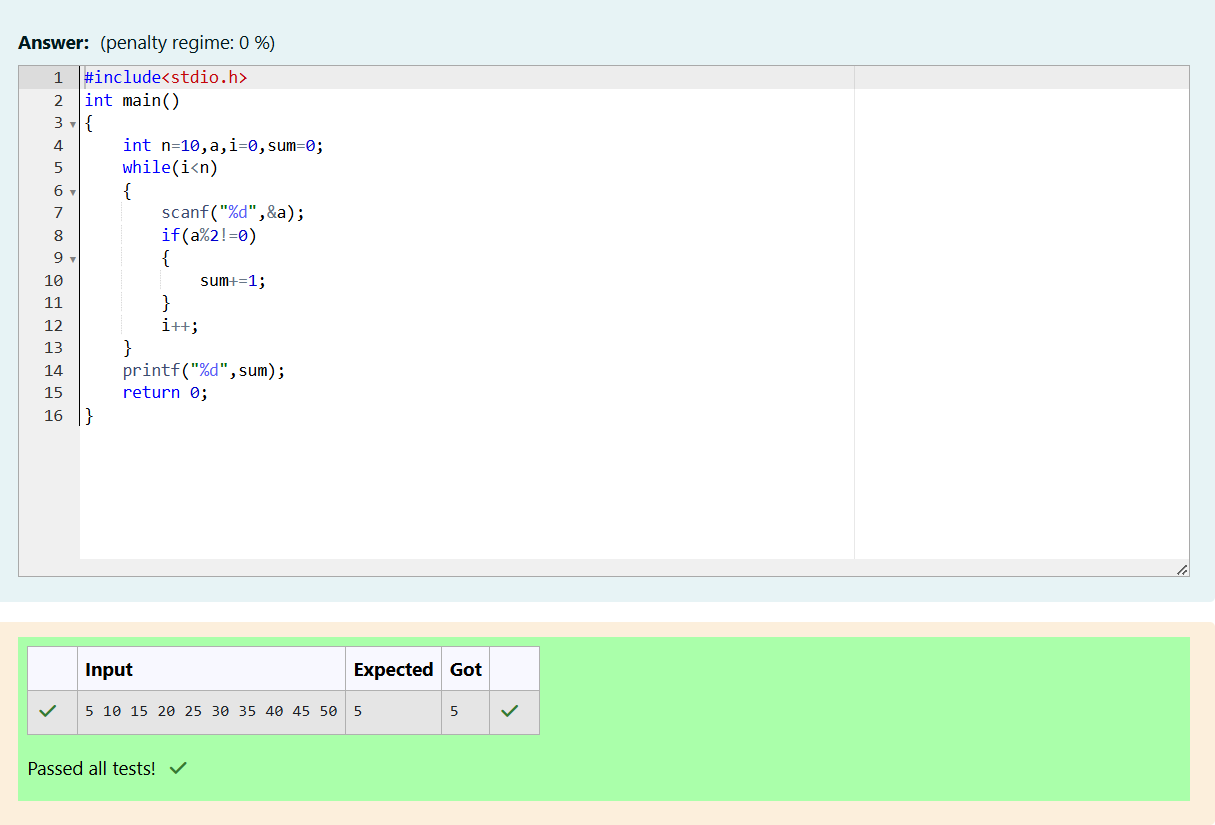 Answer: (penalty regime: 0 %)
1 #include<stdio.h>
2 int main()
3 {
4     int n=10,a,i=0,sum=0;
5     while(i<n)
6     {
7         scanf("%d",&a);
8         if(a%2!=0)
9         {
10             sum+=1;
11         }
12         i++;
13     }
14     printf("%d",sum);
15     return 0;
16 }
Input Expected Got
5 10 15 20 25 30 35 40 45 50 5 5
Passed all tests!